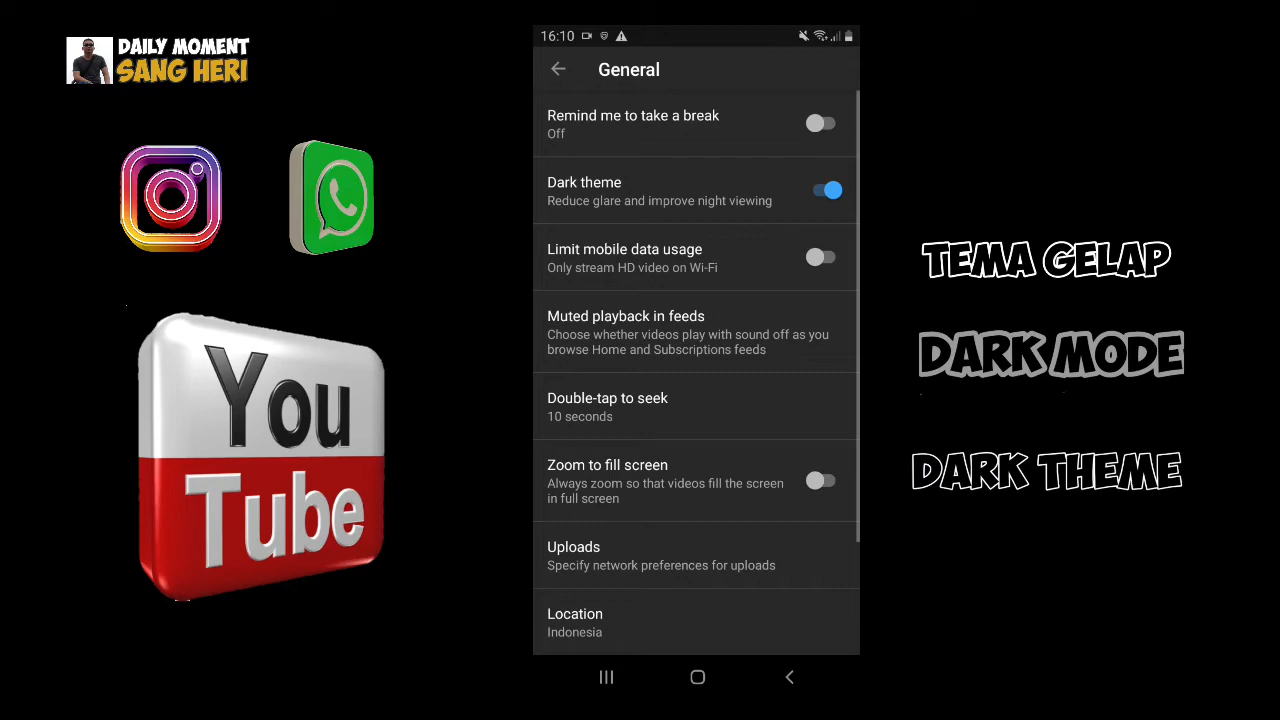 DAILY MOMENT
SANG HERI
You
Tube
16:10
General
Remind me to take a break
Off
Dark theme
Reduce glare and improve night viewing
Limit mobile data usage
Only stream HD video on Wi-Fi
Muted playback in feeds
Choose whether videos play with sound off as you
browse Home and Subscriptions feeds
Double-tap to seek
10 seconds
Zoom to fill screen
Always zoom so that videos fill the screen
in full screen
Uploads
Specify network preferences for uploads
Location
Indonesia
TEMA GELAP
DARK MODE
DARK THEME